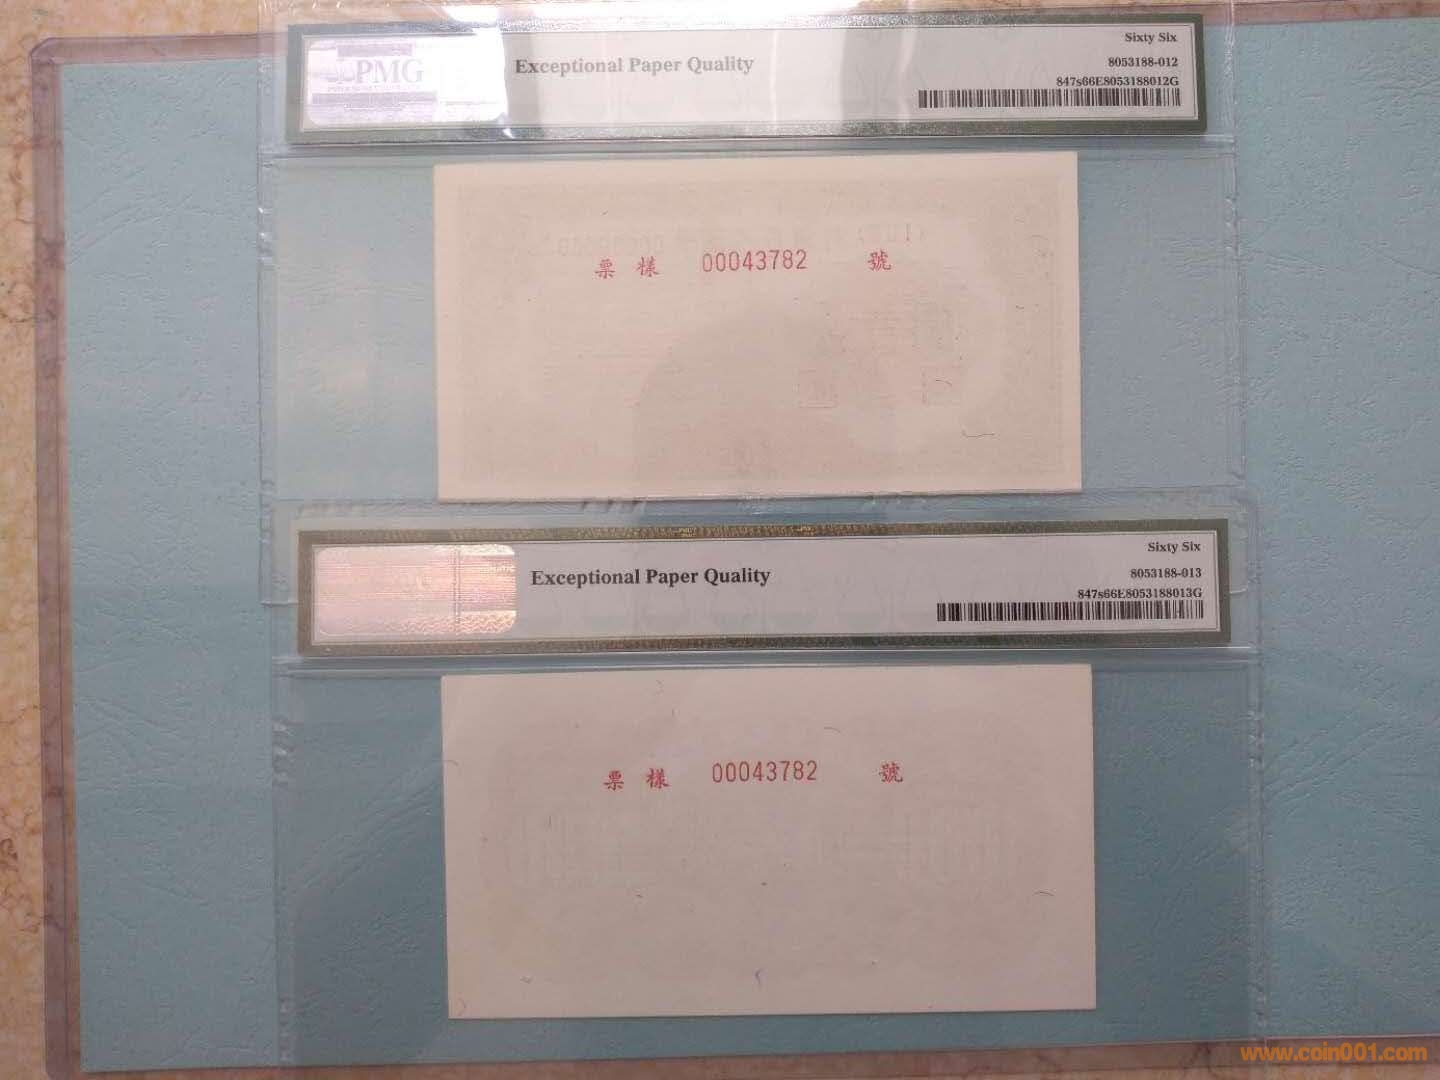 PMG
Exceptional Paper Quality
Sixty Six
8053188-012
847s66E8053188012G
票樣 00043782 號
Exceptional Paper Quality
Sixty Six
8053188-013
847s66E8053188013G
票樣 00043782 號
www.coin001.com